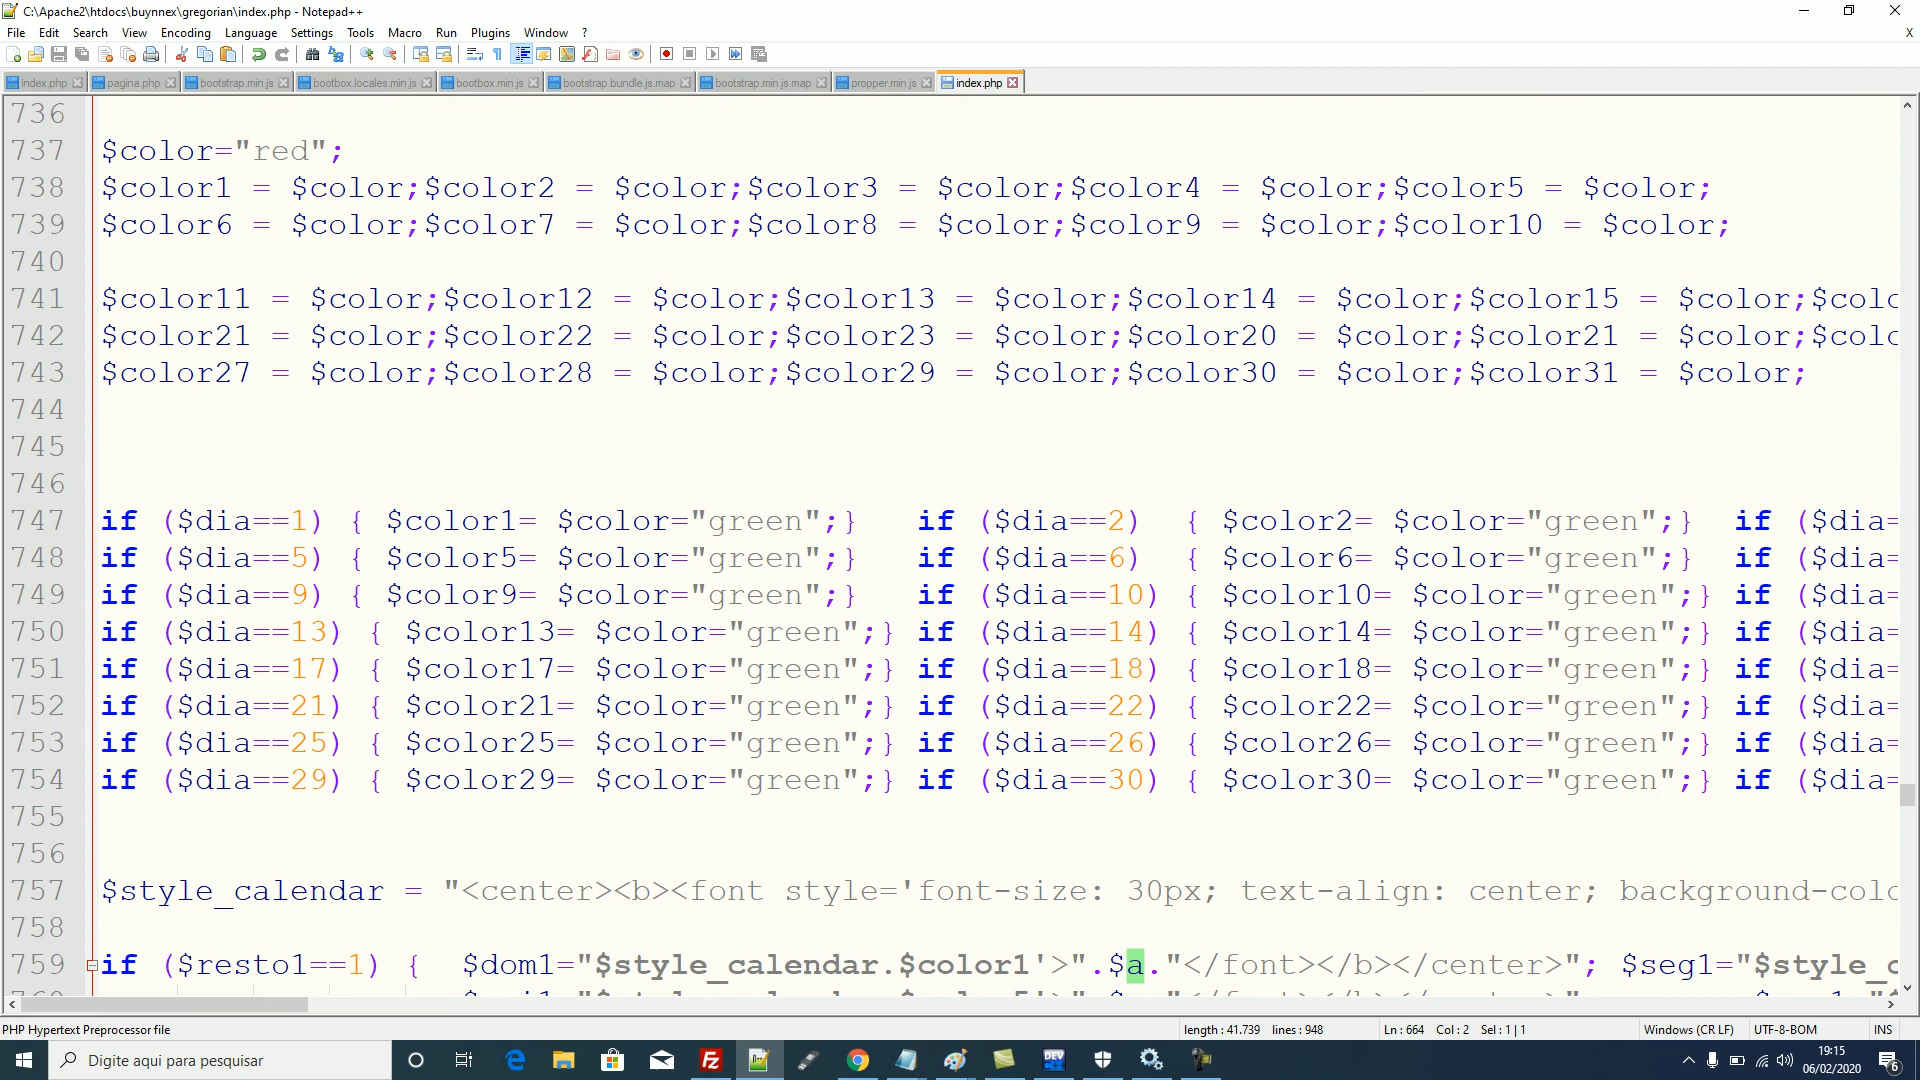 C:\Apache2\htdocs\buynnex\gregorian\index.php - Notepad++
File Edit Search View Encoding Language Settings Tools Macro Run Plugins Window ? X
index.php pagina.php bootstrap.min.js bootbox.locales.min.js bootbox.min.js bootstrap.bundle.js.map bootstrap.min.js.map propper.min.js index.php
736
737 $color="red";
738 $color1 = $color;$color2 = $color;$color3 = $color;$color4 = $color;$color5 = $color;
739 $color6 = $color;$color7 = $color;$color8 = $color;$color9 = $color;$color10 = $color;
740
741 $color11 = $color;$color12 = $color;$color13 = $color;$color14 = $color;$color15 = $color;$colo
742 $color21 = $color;$color22 = $color;$color23 = $color;$color20 = $color;$color21 = $color;$colo
743 $color27 = $color;$color28 = $color;$color29 = $color;$color30 = $color;$color31 = $color;
744
745
746
747 if ($dia==1) { $color1= $color="green";} if ($dia==2) { $color2= $color="green";} if ($dia=
748 if ($dia==5) { $color5= $color="green";} if ($dia==6) { $color6= $color="green";} if ($dia=
749 if ($dia==9) { $color9= $color="green";} if ($dia==10) { $color10= $color="green";} if ($dia=
750 if ($dia==13) { $color13= $color="green";} if ($dia==14) { $color14= $color="green";} if ($dia=
751 if ($dia==17) { $color17= $color="green";} if ($dia==18) { $color18= $color="green";} if ($dia=
752 if ($dia==21) { $color21= $color="green";} if ($dia==22) { $color22= $color="green";} if ($dia=
753 if ($dia==25) { $color25= $color="green";} if ($dia==26) { $color26= $color="green";} if ($dia=
754 if ($dia==29) { $color29= $color="green";} if ($dia==30) { $color30= $color="green";} if ($dia=
755
756
757 $style_calendar = "<center><b><font style='font-size: 30px; text-align: center; background-colo
758
759 if ($resto1==1) { $dom1="$style_calendar.$color1'>".$a."</font></b></center>"; $seg1="$style_c
PHP Hypertext Preprocessor file length : 41.739 lines : 948 Ln : 664 Col : 2 Sel : 1 | 1 Windows (CR LF) UTF-8-BOM INS
Digite aqui para pesquisar
19:15
06/02/2020
6